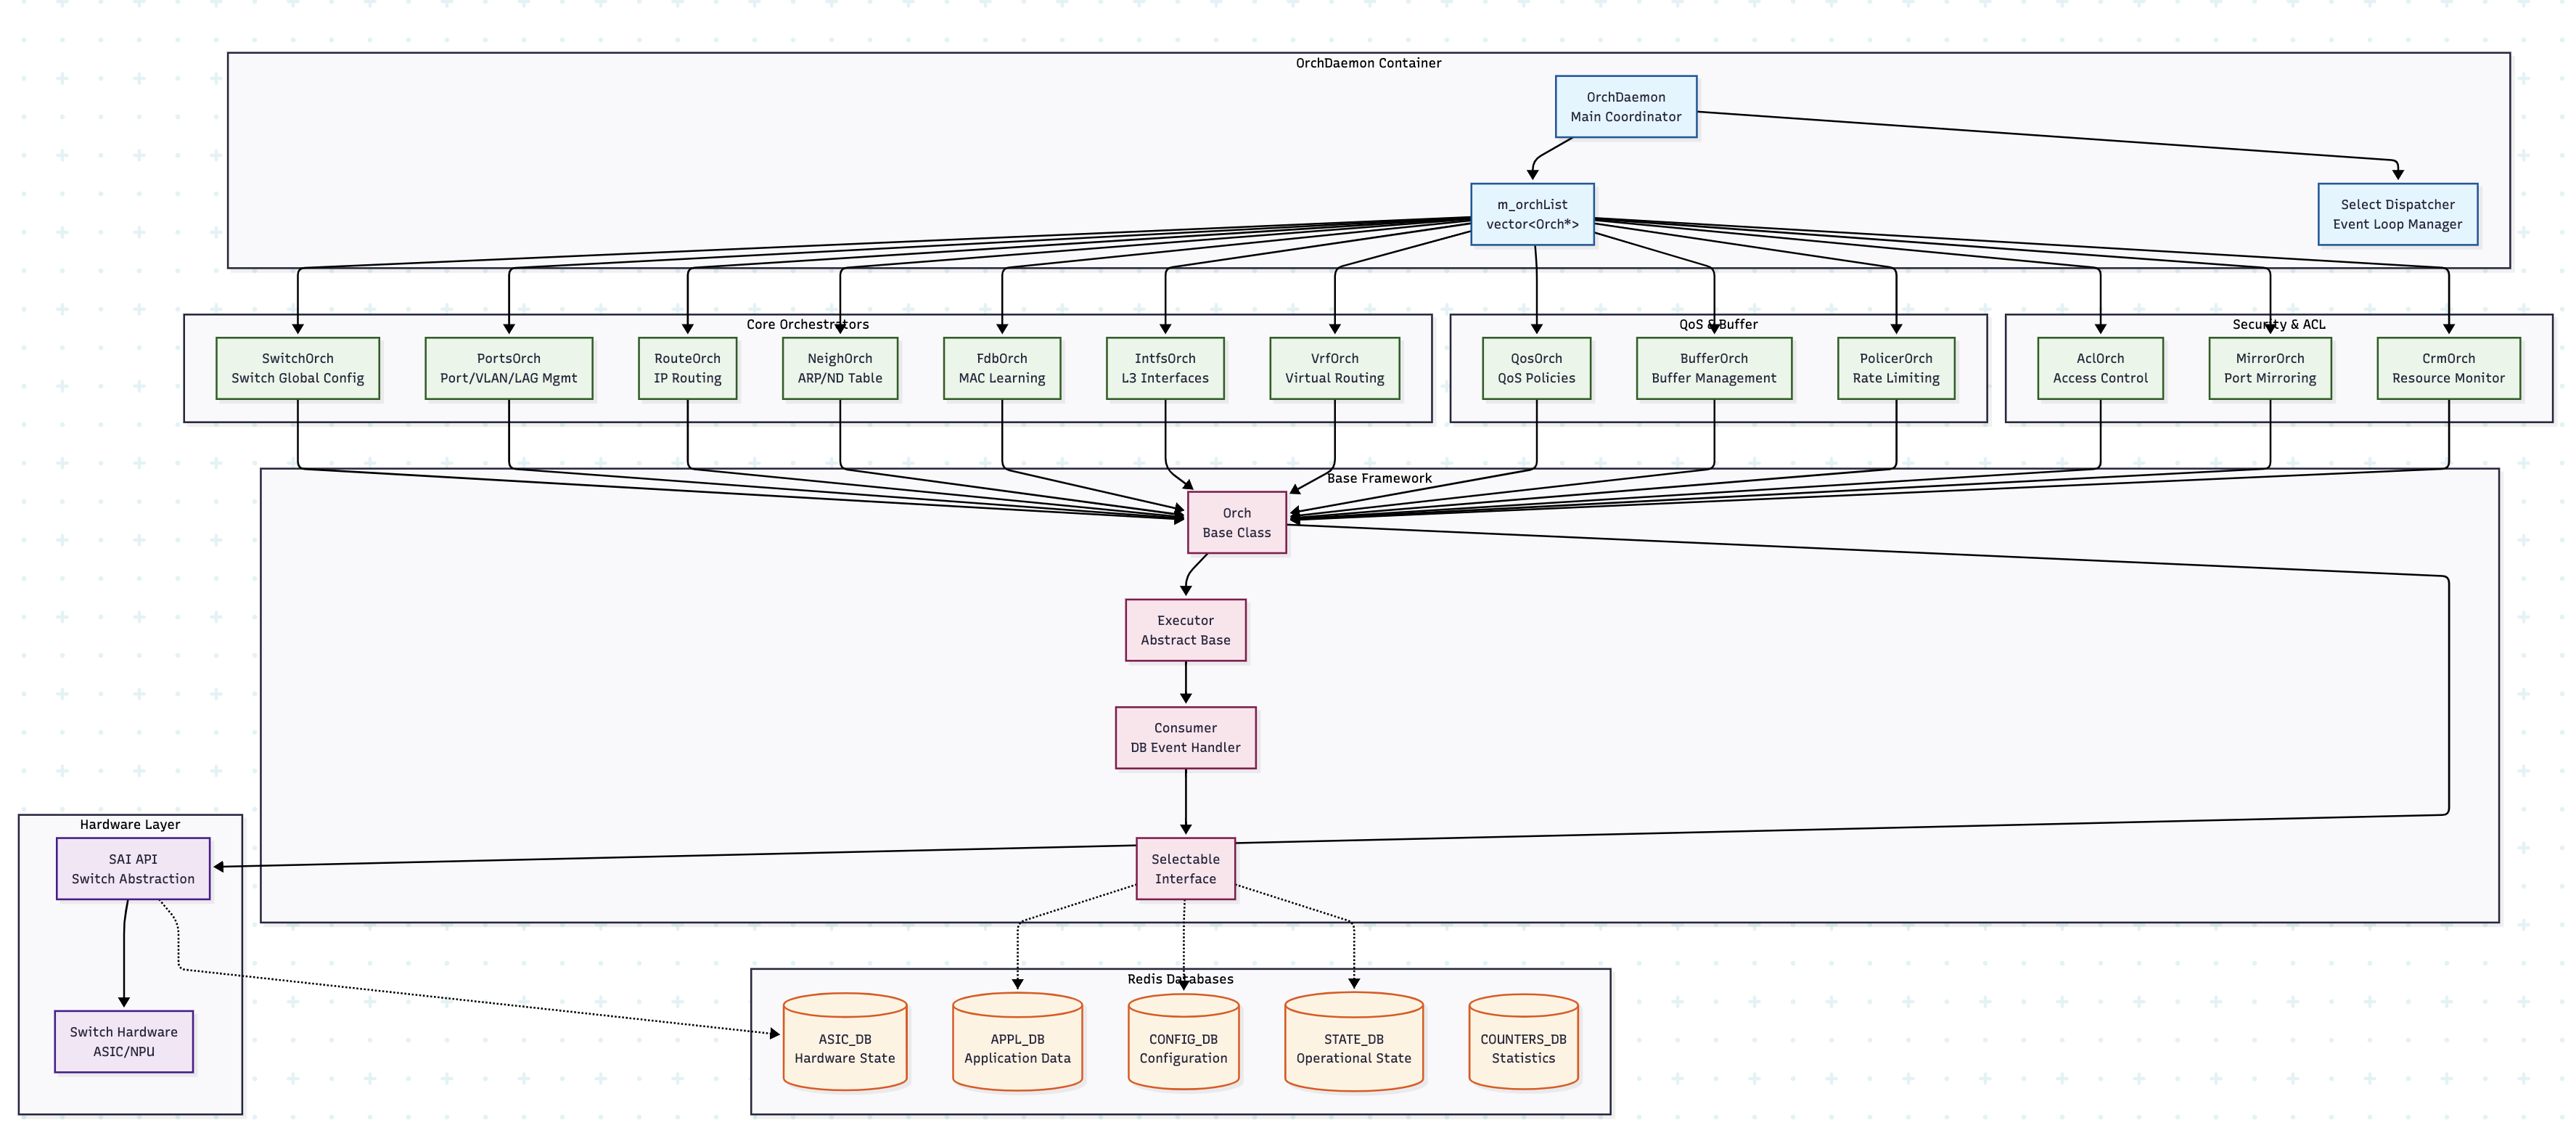 OrchDaemon Container
OrchDaemon
Main Coordinator
m_orchList
vector<Orch*>
Select Dispatcher
Event Loop Manager
Core Orchestrators
SwitchOrch
Switch Global Config
PortsOrch
Port/VLAN/LAG Mgmt
RouteOrch
IP Routing
NeighOrch
ARP/ND Table
FdbOrch
MAC Learning
IntfsOrch
L3 Interfaces
VrfOrch
Virtual Routing
QoS & Buffer
QosOrch
QoS Policies
BufferOrch
Buffer Management
PolicerOrch
Rate Limiting
Security & ACL
AclOrch
Access Control
MirrorOrch
Port Mirroring
CrmOrch
Resource Monitor
Base Framework
Orch
Base Class
Executor
Abstract Base
Consumer
DB Event Handler
Selectable
Interface
Hardware Layer
SAI API
Switch Abstraction
Switch Hardware
ASIC/NPU
Redis Databases
ASIC_DB
Hardware State
APPL_DB
Application Data
CONFIG_DB
Configuration
STATE_DB
Operational State
COUNTERS_DB
Statistics